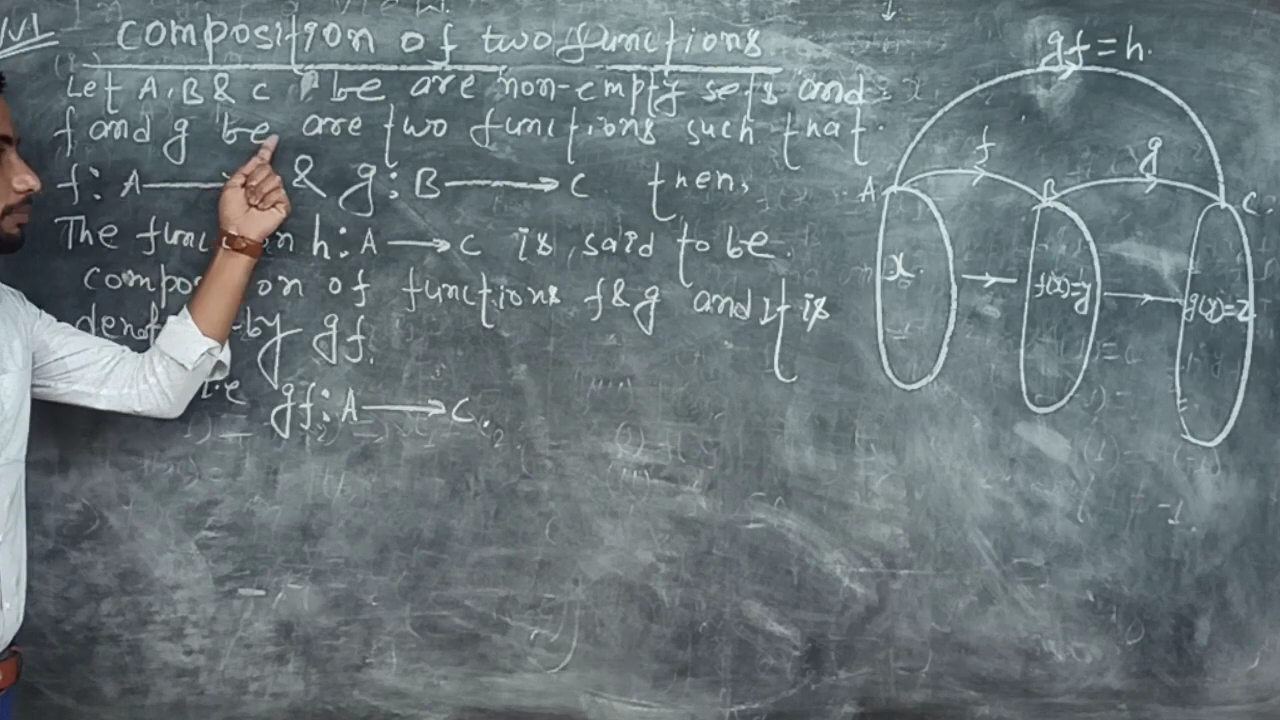 composition of two functions
Let A, B & C be are non-empty sets and
f and g be are two functions such that.
f: A → & g: B → C then,
The h: A → C is said to be.
of functions f&g and it is
by gf.
i.e gf: A → C.
gf = h.
f
g
A
B
C.
x.
f(x)=y
g(y)=z